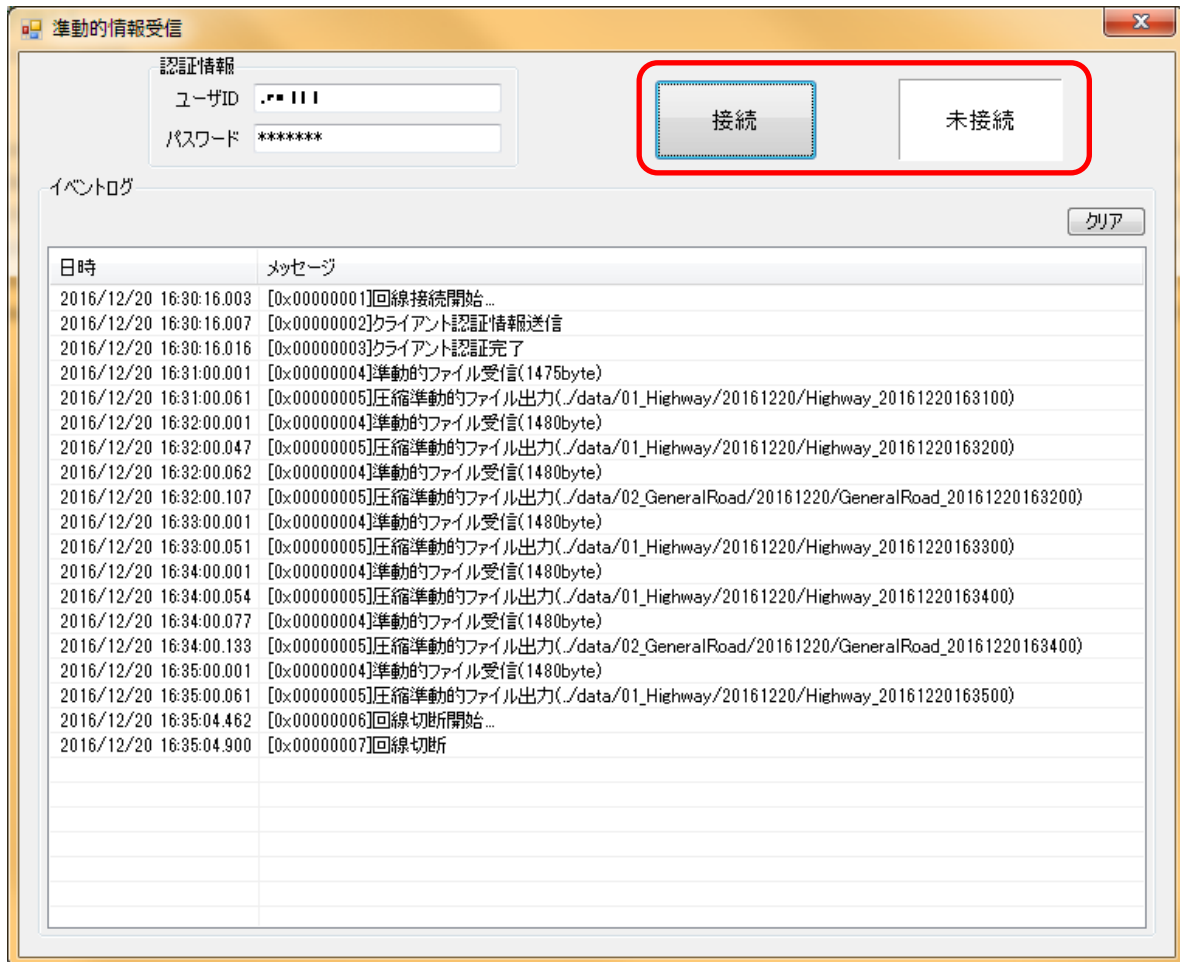 準動的情報受信
認証情報
ユーザID
パスワード *******
接続
未接続
イベントログ
クリア
日時 メッセージ
2016/12/20 16:30:16.003 [0x00000001]回線接続開始...
2016/12/20 16:30:16.007 [0x00000002]クライアント認証情報送信
2016/12/20 16:30:16.016 [0x00000003]クライアント認証完了
2016/12/20 16:31:00.001 [0x00000004]準動的ファイル受信(1475byte)
2016/12/20 16:31:00.061 [0x00000005]圧縮準動的ファイル出力(./data/01_Highway/20161220/Highway_20161220163100)
2016/12/20 16:32:00.001 [0x00000004]準動的ファイル受信(1480byte)
2016/12/20 16:32:00.047 [0x00000005]圧縮準動的ファイル出力(./data/01_Highway/20161220/Highway_20161220163200)
2016/12/20 16:32:00.062 [0x00000004]準動的ファイル受信(1480byte)
2016/12/20 16:32:00.107 [0x00000005]圧縮準動的ファイル出力(./data/02_GeneralRoad/20161220/GeneralRoad_20161220163200)
2016/12/20 16:33:00.001 [0x00000004]準動的ファイル受信(1480byte)
2016/12/20 16:33:00.051 [0x00000005]圧縮準動的ファイル出力(./data/01_Highway/20161220/Highway_20161220163300)
2016/12/20 16:34:00.001 [0x00000004]準動的ファイル受信(1480byte)
2016/12/20 16:34:00.054 [0x00000005]圧縮準動的ファイル出力(./data/01_Highway/20161220/Highway_20161220163400)
2016/12/20 16:34:00.077 [0x00000004]準動的ファイル受信(1480byte)
2016/12/20 16:34:00.133 [0x00000005]圧縮準動的ファイル出力(./data/02_GeneralRoad/20161220/GeneralRoad_20161220163400)
2016/12/20 16:35:00.001 [0x00000004]準動的ファイル受信(1480byte)
2016/12/20 16:35:00.061 [0x00000005]圧縮準動的ファイル出力(./data/01_Highway/20161220/Highway_20161220163500)
2016/12/20 16:35:04.462 [0x00000006]回線切断開始...
2016/12/20 16:35:04.900 [0x00000007]回線切断